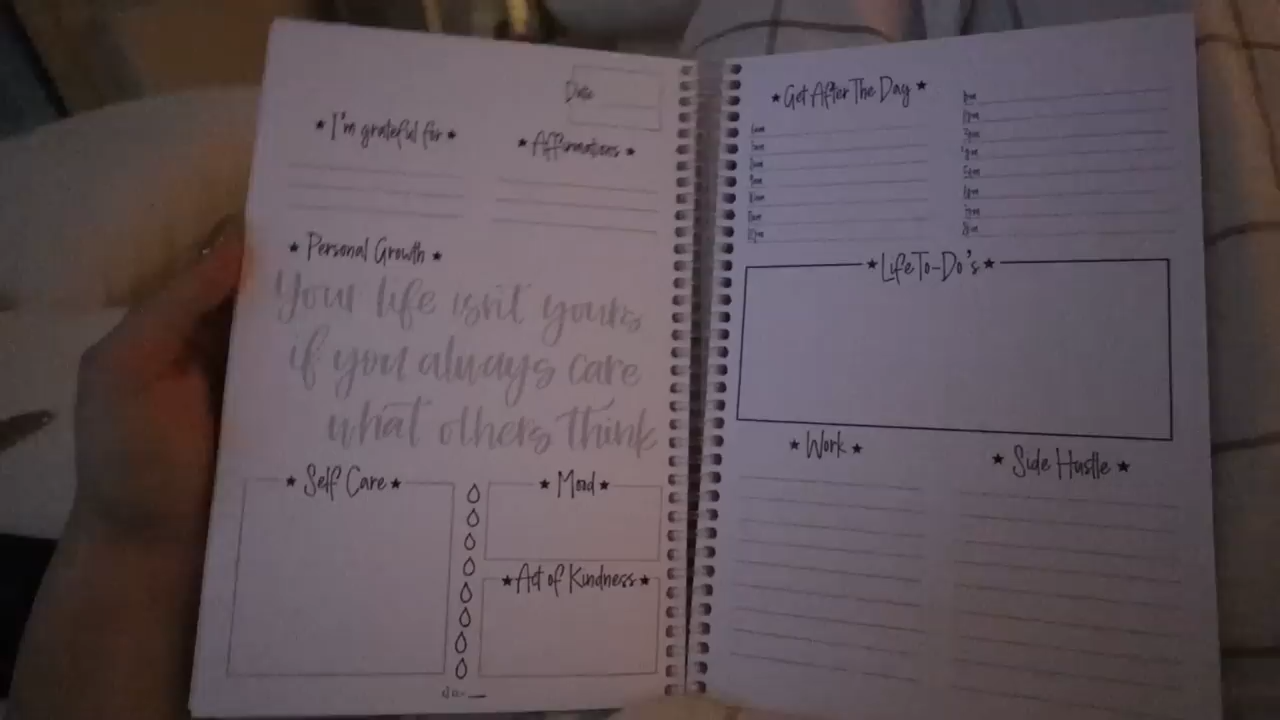 Date
★ I'm grateful for ★
★ Affirmations ★
★ Personal Growth ★
Your life isn't yours
if you always care
what others think
★ Self Care ★
★ Mood ★
★ Act of Kindness ★
★ Get After The Day ★
★ Life To-Do's ★
★ Work ★
★ Side Hustle ★